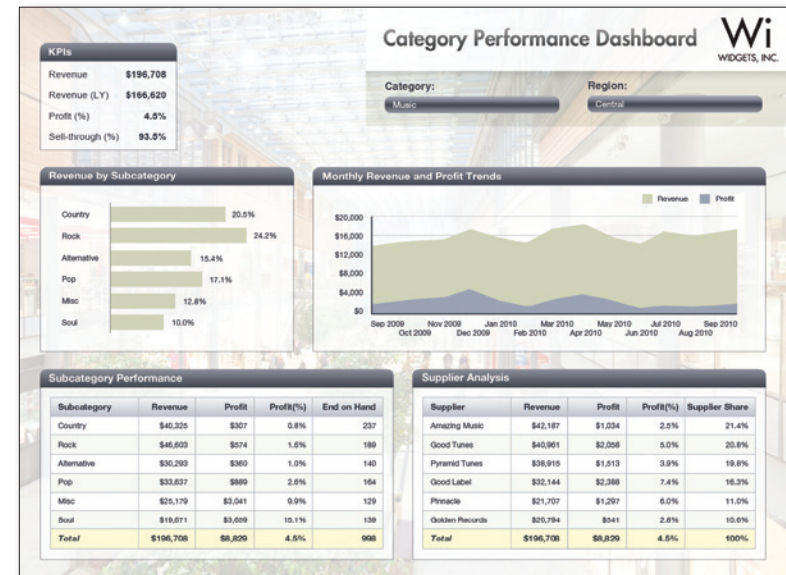 Category Performance Dashboard
Wi
WIDGETS, INC.
KPIs
Revenue $196,708
Revenue (LY) $166,620
Profit (%) 4.5%
Sell-through (%) 93.5%
Category:
Music
Region:
Central
Revenue by Subcategory
Country 20.5%
Rock 24.2%
Alternative 15.4%
Pop 17.1%
Misc 12.8%
Soul 10.0%
Monthly Revenue and Profit Trends
Revenue Profit
$20,000
$16,000
$12,000
$8,000
$4,000
$0
Sep 2009 Nov 2009 Jan 2010 Mar 2010 May 2010 Jul 2010 Sep 2010
Oct 2009 Dec 2009 Feb 2010 Apr 2010 Jun 2010 Aug 2010
Subcategory Performance
Subcategory Revenue Profit Profit(%) End on Hand
Country $40,325 $307 0.8% 237
Rock $46,603 $574 1.6% 189
Alternative $30,293 $360 1.0% 140
Pop $33,637 $889 2.6% 164
Misc $25,179 $3,041 9.9% 129
Soul $19,671 $3,659 15.1% 139
Total $196,708 $8,829 4.5% 998
Supplier Analysis
Supplier Revenue Profit Profit(%) Supplier Share
Amazing Music $42,187 $1,034 2.5% 21.4%
Good Tunes $40,961 $2,058 5.0% 20.8%
Pyramid Tunes $38,915 $1,513 3.9% 19.8%
Good Label $32,144 $2,388 7.4% 16.3%
Pinnacle $21,707 $1,297 6.0% 11.0%
Golden Records $20,794 $541 2.6% 10.6%
Total $196,708 $8,829 4.5% 100%